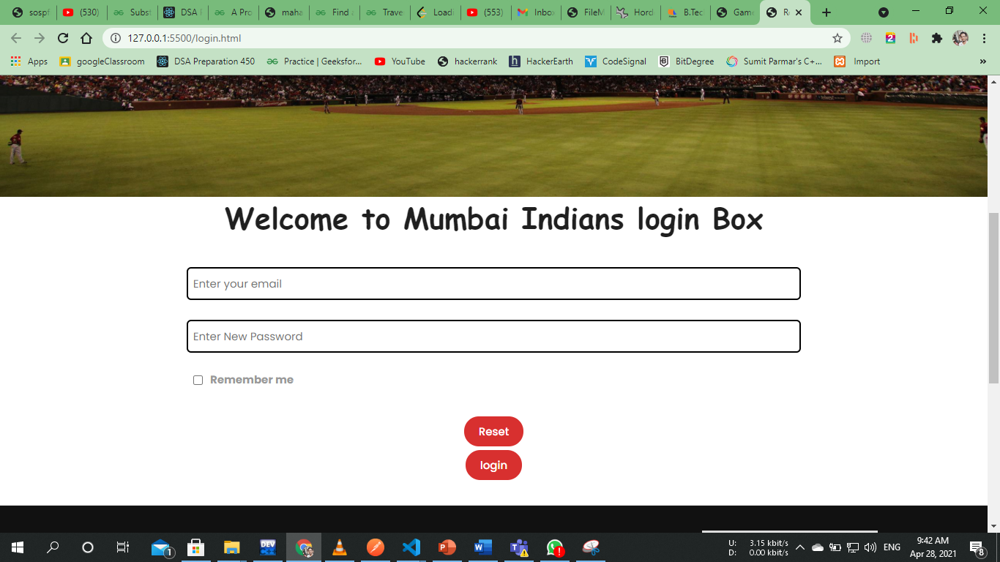 sospf (530) Subst DSA P A Pro maha Find a Trave Loadi (553) Inbox FileM Hord B.Tec Game Re
127.0.0.1:5500/login.html
Apps googleClassroom DSA Preparation 450 Practice | Geeksfor... YouTube hackerrank HackerEarth CodeSignal BitDegree Sumit Parmar's C+... Import »
Welcome to Mumbai Indians login Box
Enter your email
Enter New Password
Remember me
Reset
login
U: 3.15 kbit/s
D: 0.00 kbit/s
ENG
9:42 AM
Apr 28, 2021